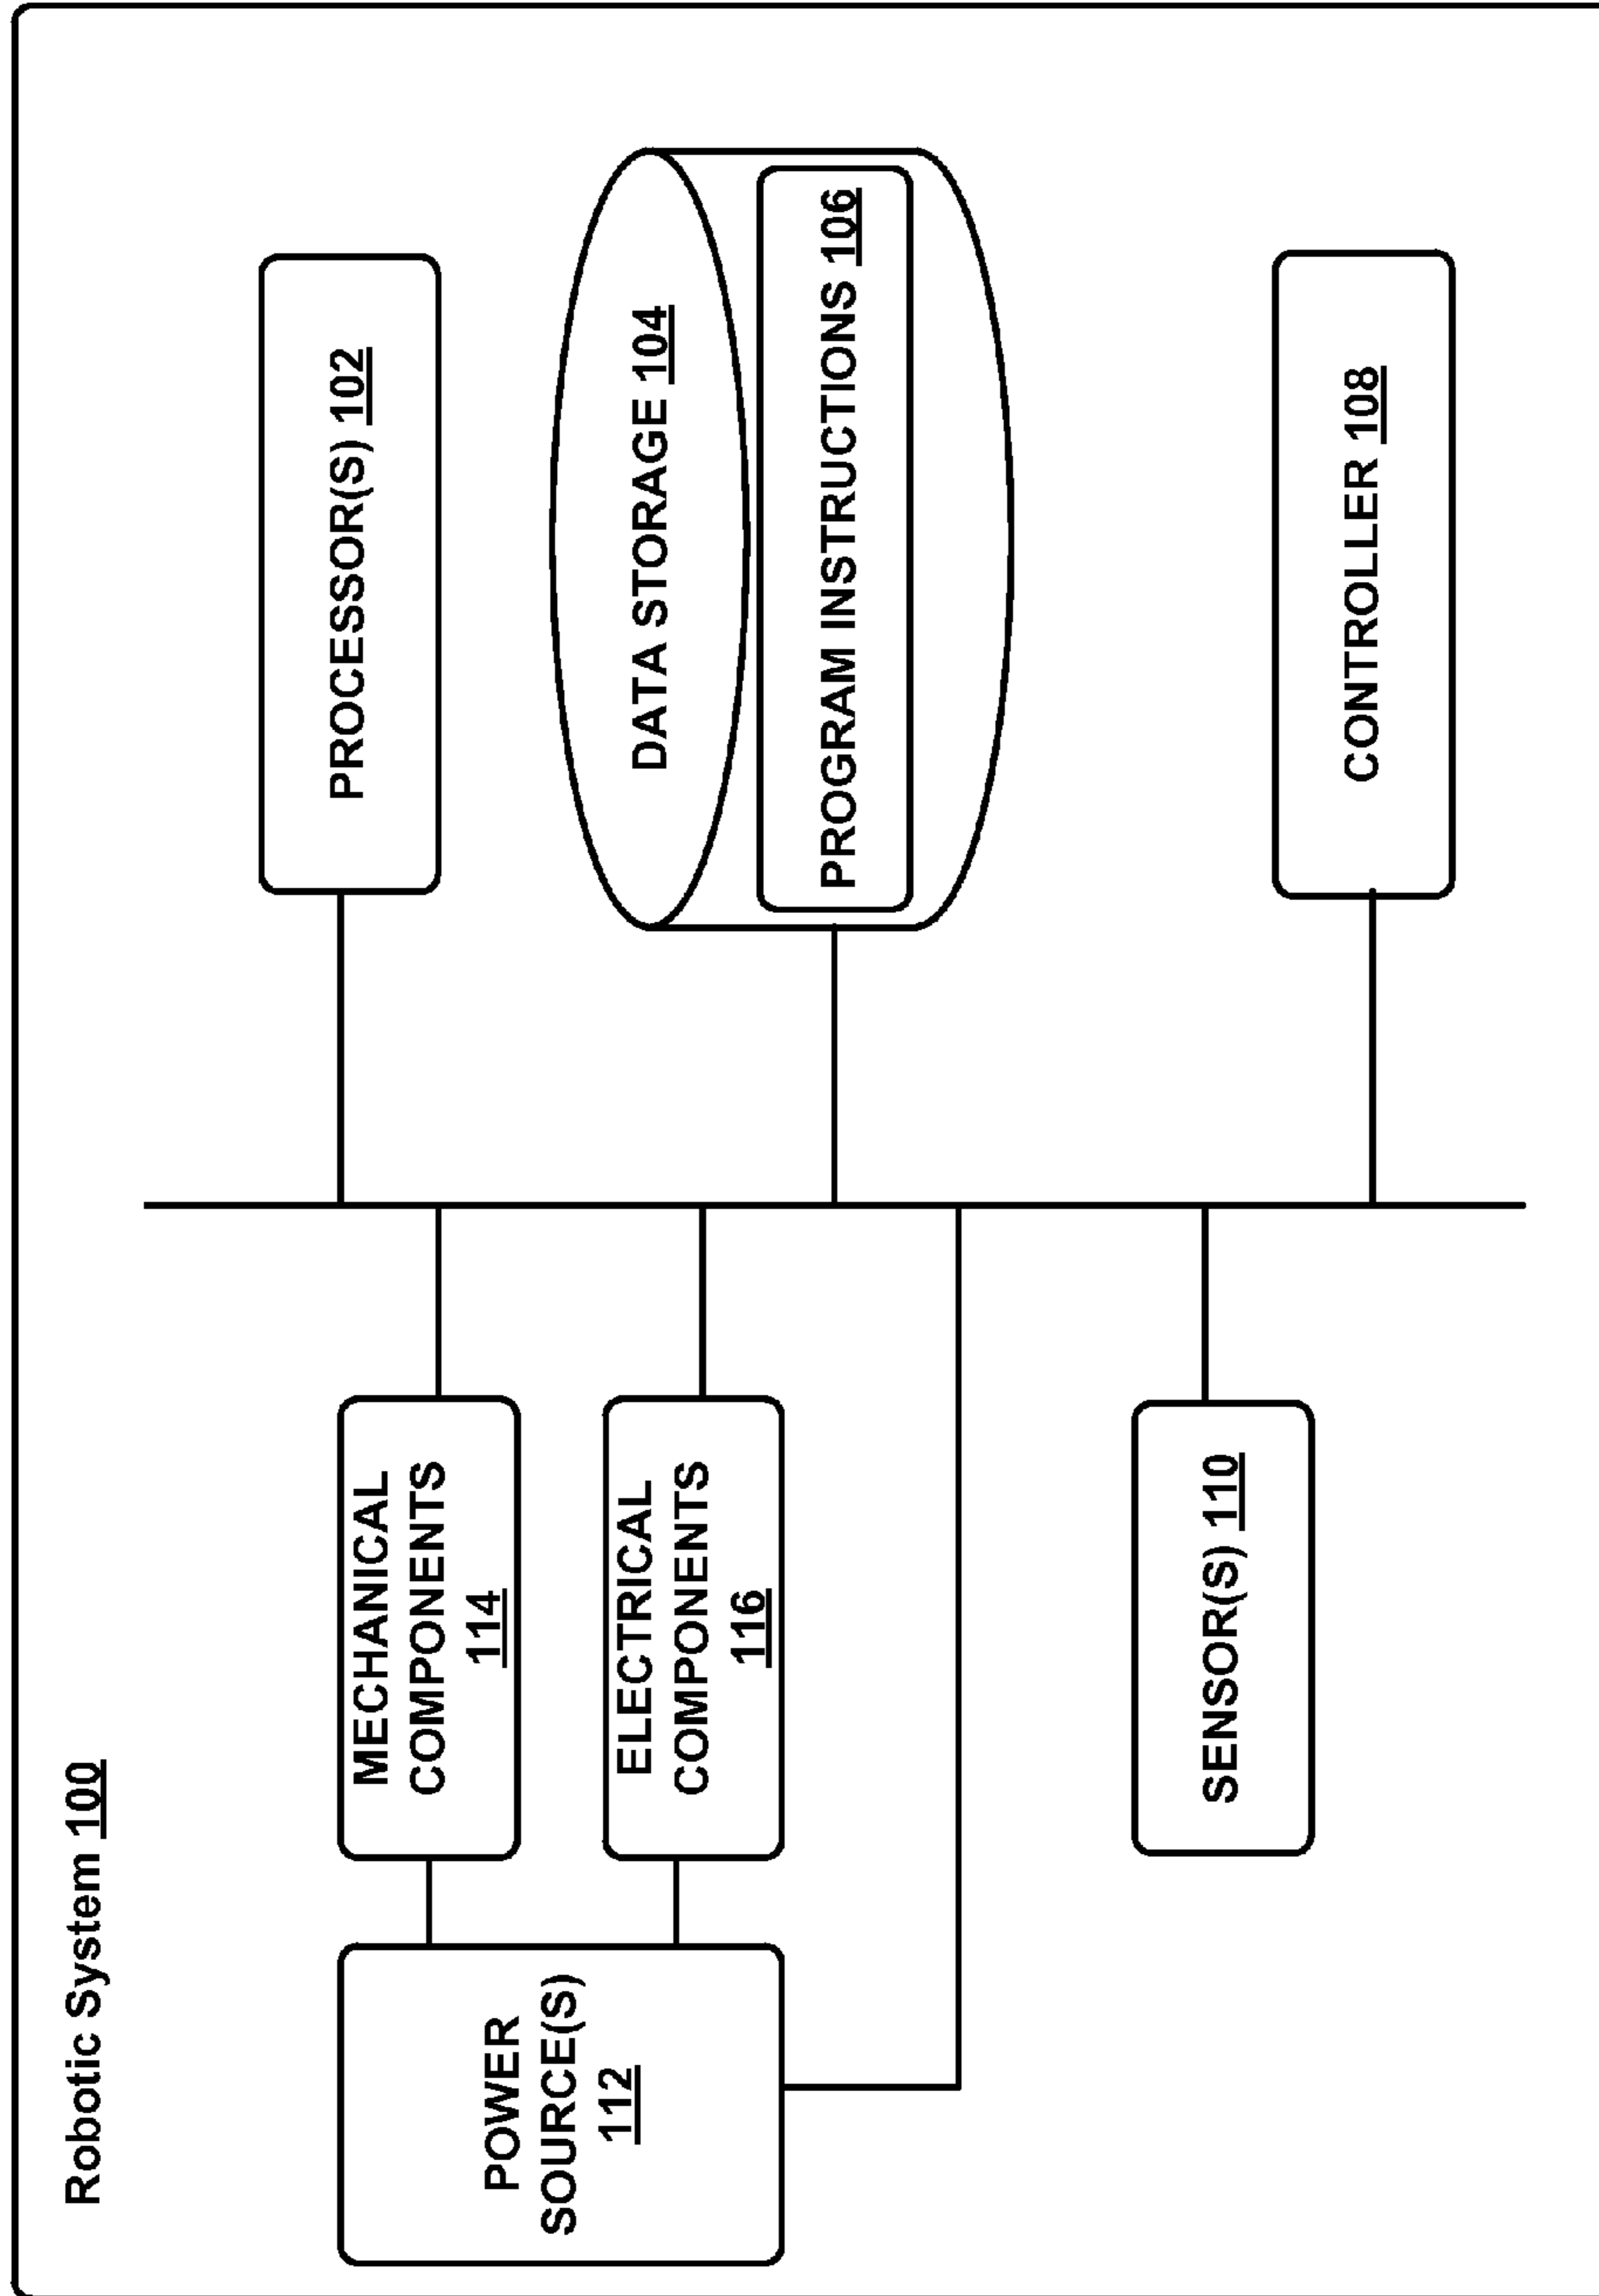 Robotic System 100
PROCESSOR(S) 102
DATA STORAGE 104
PROGRAM INSTRUCTIONS 106
CONTROLLER 108
MECHANICAL
COMPONENTS
114
ELECTRICAL
COMPONENTS
116
POWER
SOURCE(S)
112
SENSOR(S) 110